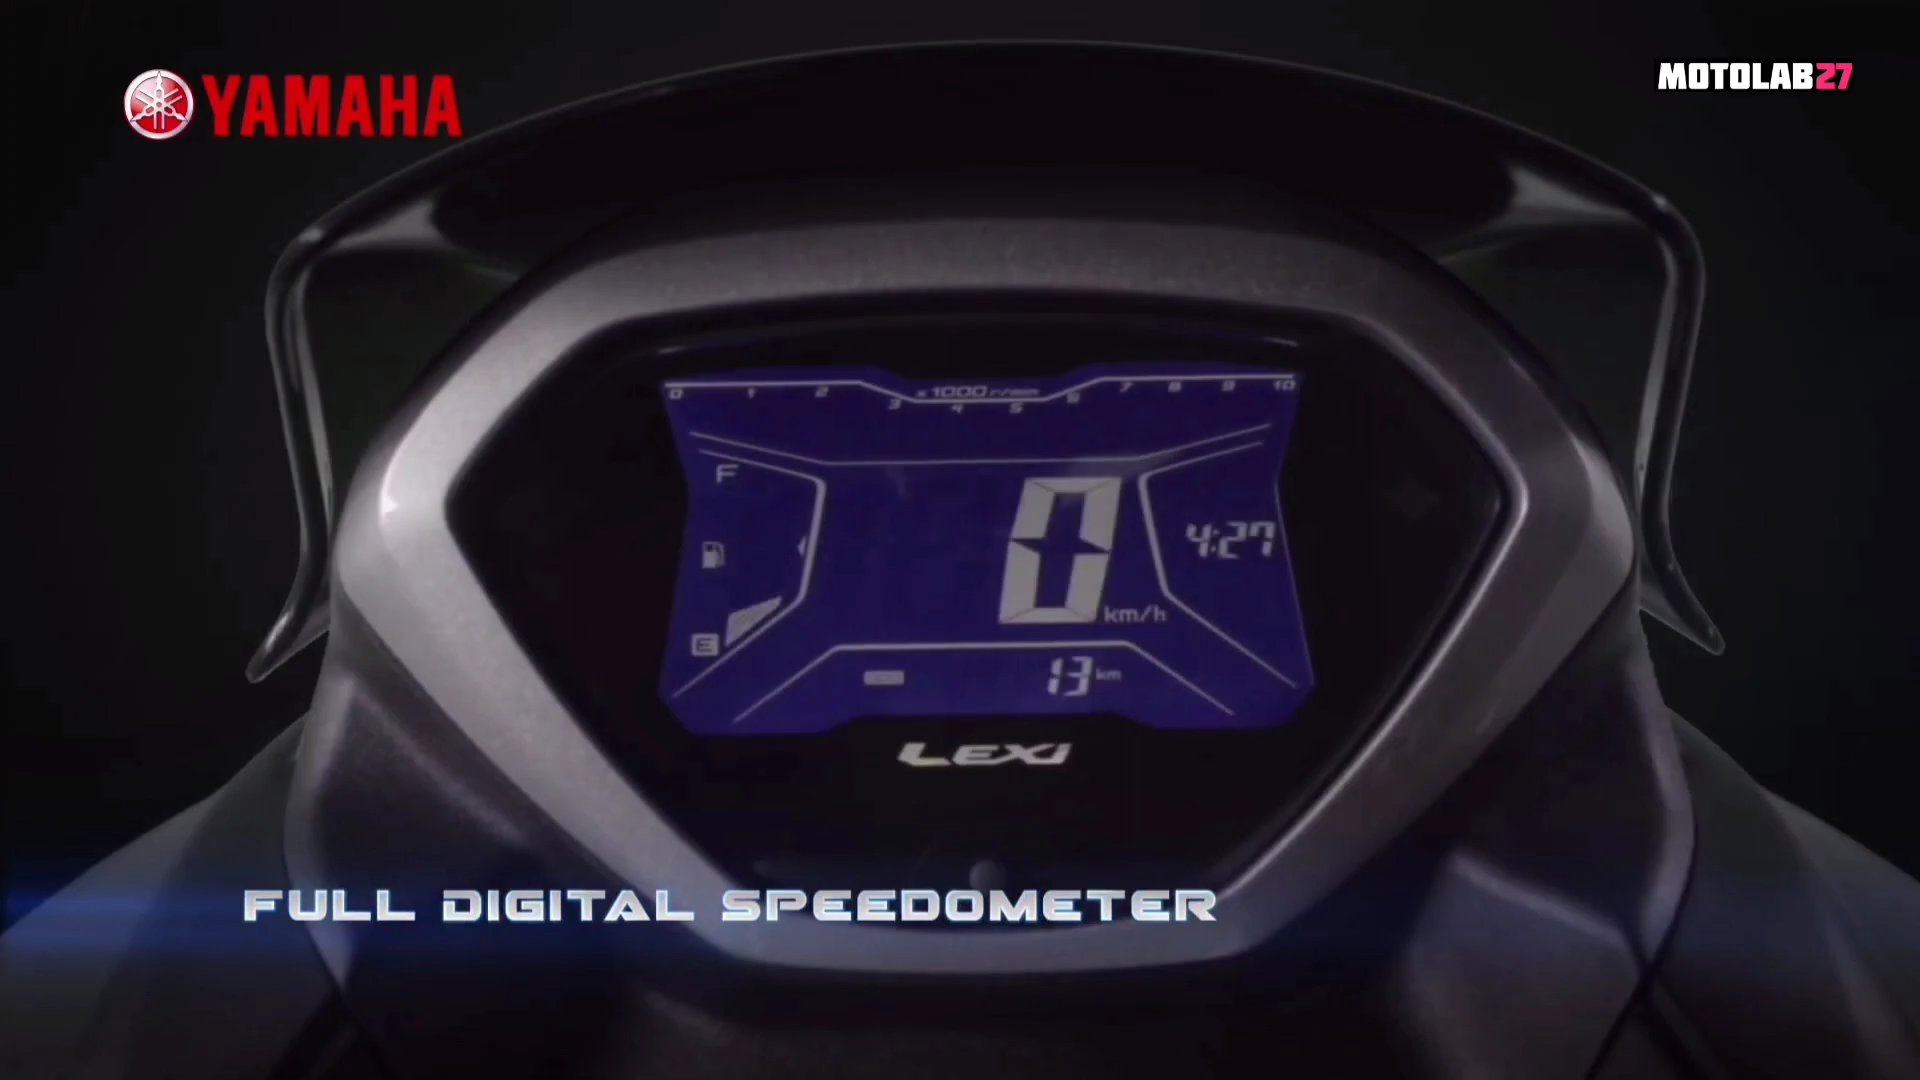 YAMAHA
MOTOLAB27
0 1 2 3 4 5 6 7 8 9 10
x1000 r/min
F
4:27
0 km/h
E
13 km
LEXi
FULL DIGITAL SPEEDOMETER